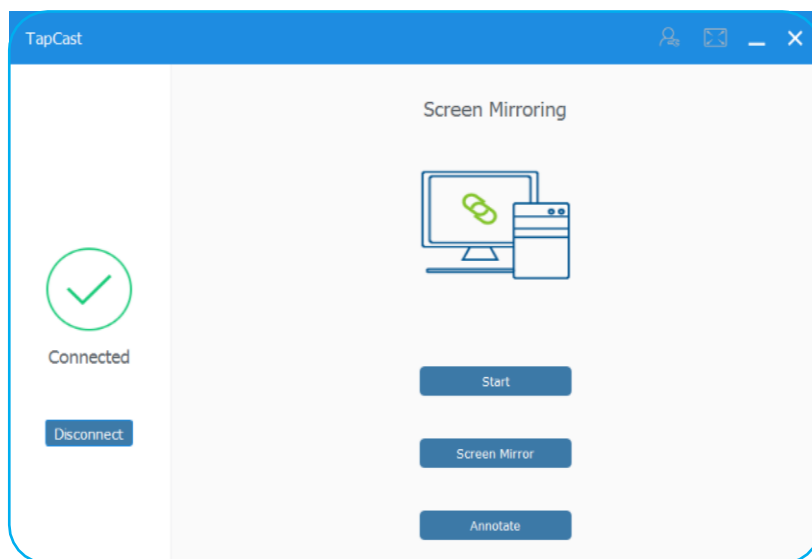 TapCast
Screen Mirroring
Connected
Disconnect
Start
Screen Mirror
Annotate